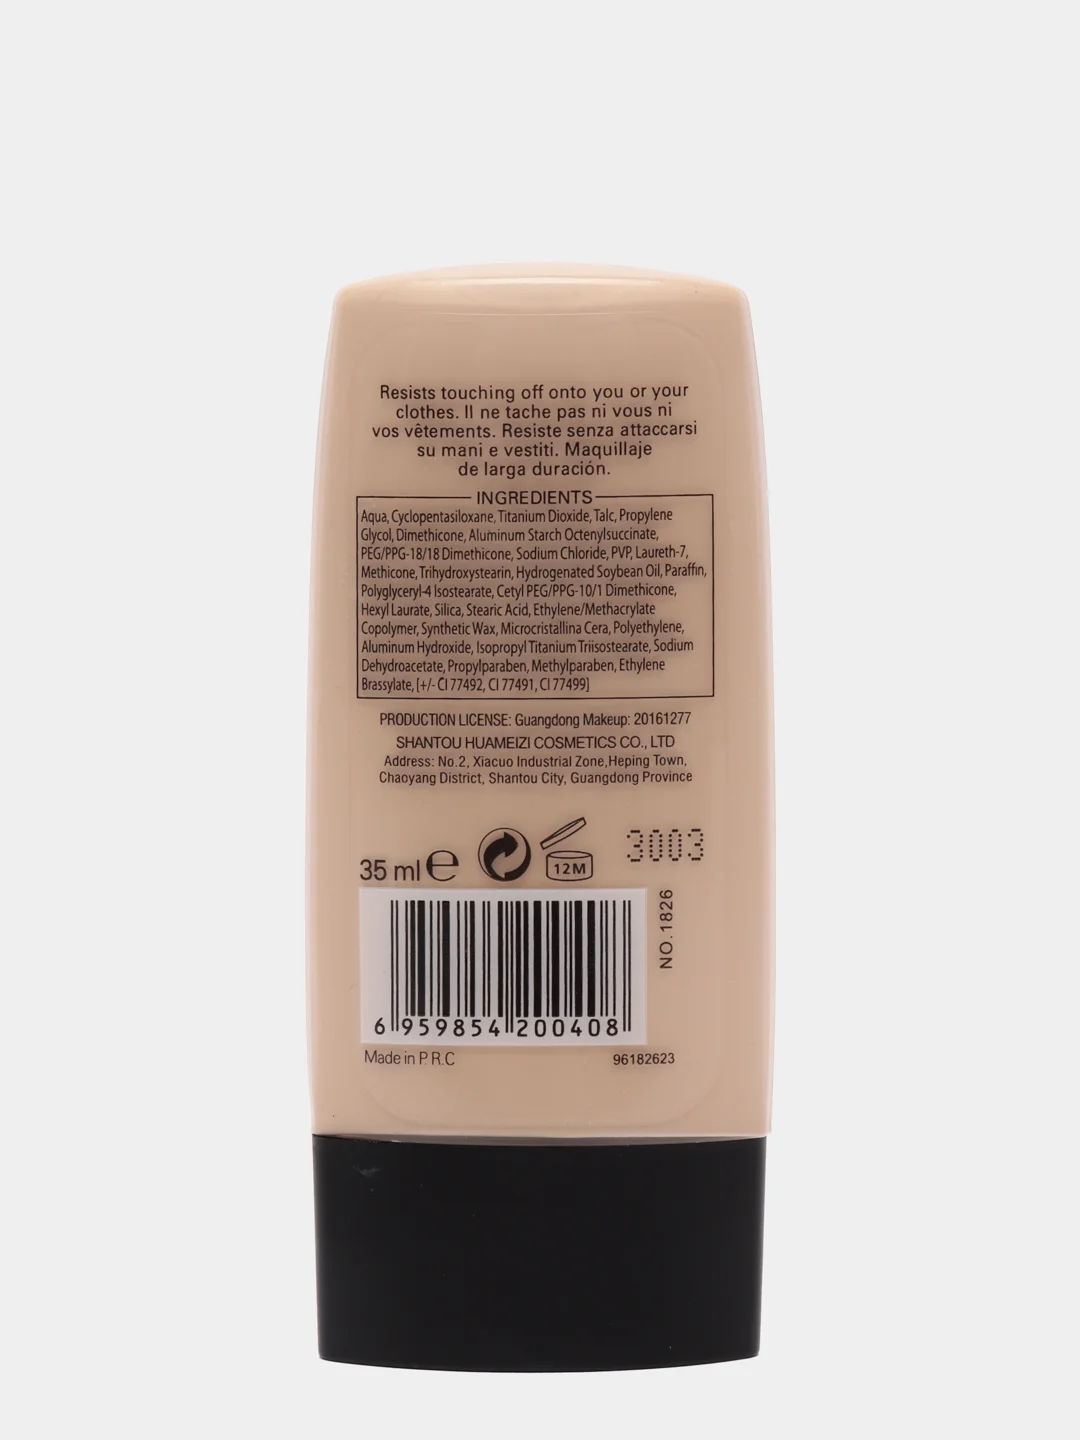 Resists touching off onto you or your
clothes. Il ne tache pas ni vous ni
vos vêtements. Resiste senza attaccarsi
su mani e vestiti. Maquillaje
de larga duración.
INGREDIENTS
Aqua, Cyclopentasiloxane, Titanium Dioxide, Talc, Propylene
Glycol, Dimethicone, Aluminum Starch Octenylsuccinate,
PEG/PPG-18/18 Dimethicone, Sodium Chloride, PVP, Laureth-7,
Methicone, Trihydroxystearin, Hydrogenated Soybean Oil, Paraffin,
Polyglyceryl-4 Isostearate, Cetyl PEG/PPG-10/1 Dimethicone,
Hexyl Laurate, Silica, Stearic Acid, Ethylene/Methacrylate
Copolymer, Synthetic Wax, Microcristallina Cera, Polyethylene,
Aluminum Hydroxide, Isopropyl Titanium Triisostearate, Sodium
Dehydroacetate, Propylparaben, Methylparaben, Ethylene
Brassylate, [+/- CI 77492, CI 77491, CI 77499]
PRODUCTION LICENSE: Guangdong Makeup: 20161277
SHANTOU HUAMEIZI COSMETICS CO., LTD
Address: No.2, Xiacuo Industrial Zone,Heping Town,
Chaoyang District, Shantou City, Guangdong Province
3003
35 ml e
12M
NO.1826
6 959854 200408
Made in P.R.C 96182623